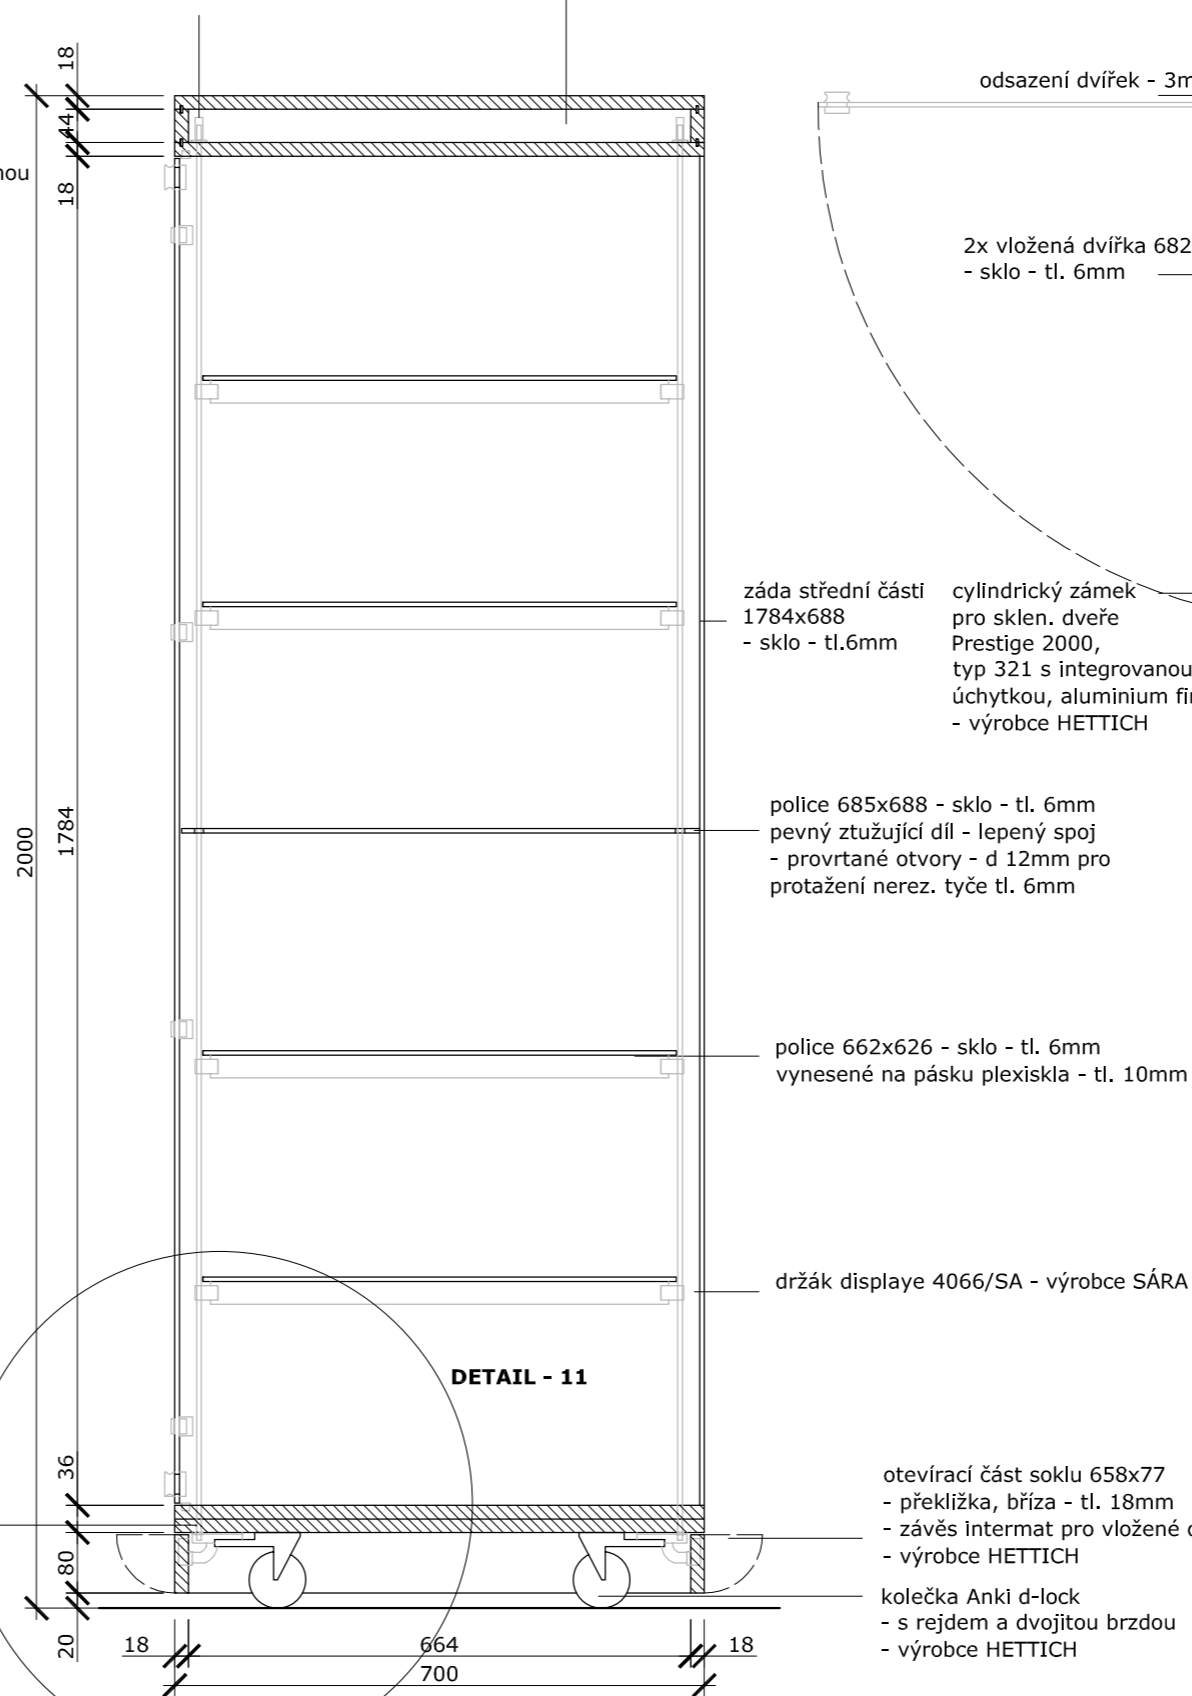 18
44
18
nou
odsazení dvířek - 3m
2x vložená dvířka 682
- sklo - tl. 6mm
záda střední části
1784x688
- sklo - tl.6mm
cylindrický zámek
pro sklen. dveře
Prestige 2000,
typ 321 s integrovanou
úchytkou, aluminium fin
- výrobce HETTICH
2000
1784
police 685x688 - sklo - tl. 6mm
pevný ztužující díl - lepený spoj
- provrtané otvory - d 12mm pro
protažení nerez. tyče tl. 6mm
police 662x626 - sklo - tl. 6mm
vynesené na pásku plexiskla - tl. 10mm
držák displaye 4066/SA - výrobce SÁRA
DETAIL - 11
36
80
20
otevírací část soklu 658x77
- překližka, bříza - tl. 18mm
- závěs intermat pro vložené
- výrobce HETTICH
kolečka Anki d-lock
- s rejdem a dvojitou brzdou
- výrobce HETTICH
18
664
18
700